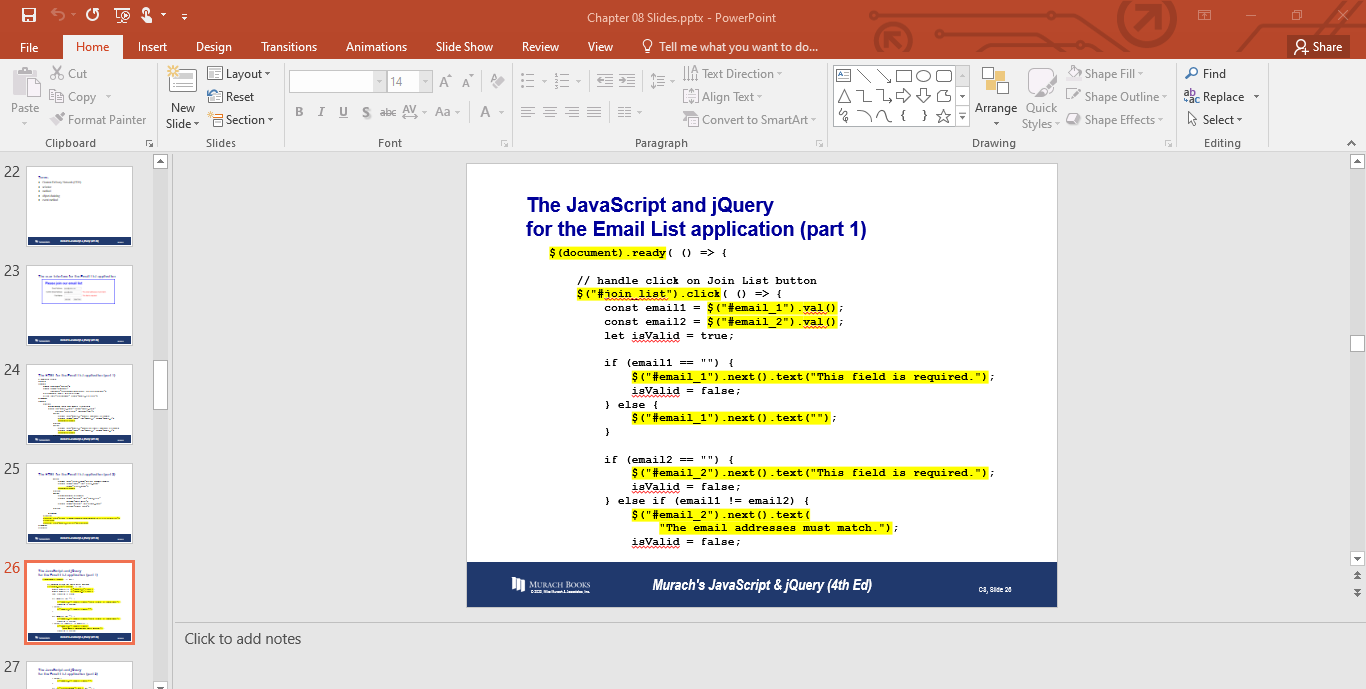 Chapter 08 Slides.pptx - PowerPoint
File Home Insert Design Transitions Animations Slide Show Review View Tell me what you want to do... Share
Paste
Cut
Copy
Format Painter
Clipboard
New
Slide
Layout
Reset
Section
Slides
14
B I U S abc AV Aa A
Font
Text Direction
Align Text
Convert to SmartArt
Paragraph
Arrange
Quick
Styles
Shape Fill
Shape Outline
Shape Effects
Drawing
Find
Replace
Select
Editing
22
23
24
25
26
27
The JavaScript and jQuery
for the Email List application (part 1)
$(document).ready( () => {
// handle click on Join List button
$("#join_list").click( () => {
const email1 = $("#email_1").val();
const email2 = $("#email_2").val();
let isValid = true;
if (email1 == "") {
$("#email_1").next().text("This field is required.");
isValid = false;
} else {
$("#email_1").next().text("");
}
if (email2 == "") {
$("#email_2").next().text("This field is required.");
isValid = false;
} else if (email1 != email2) {
$("#email_2").next().text(
"The email addresses must match.");
isValid = false;
MURACH BOOKS
Murach's JavaScript & jQuery (4th Ed)
C3, Slide 26
Click to add notes